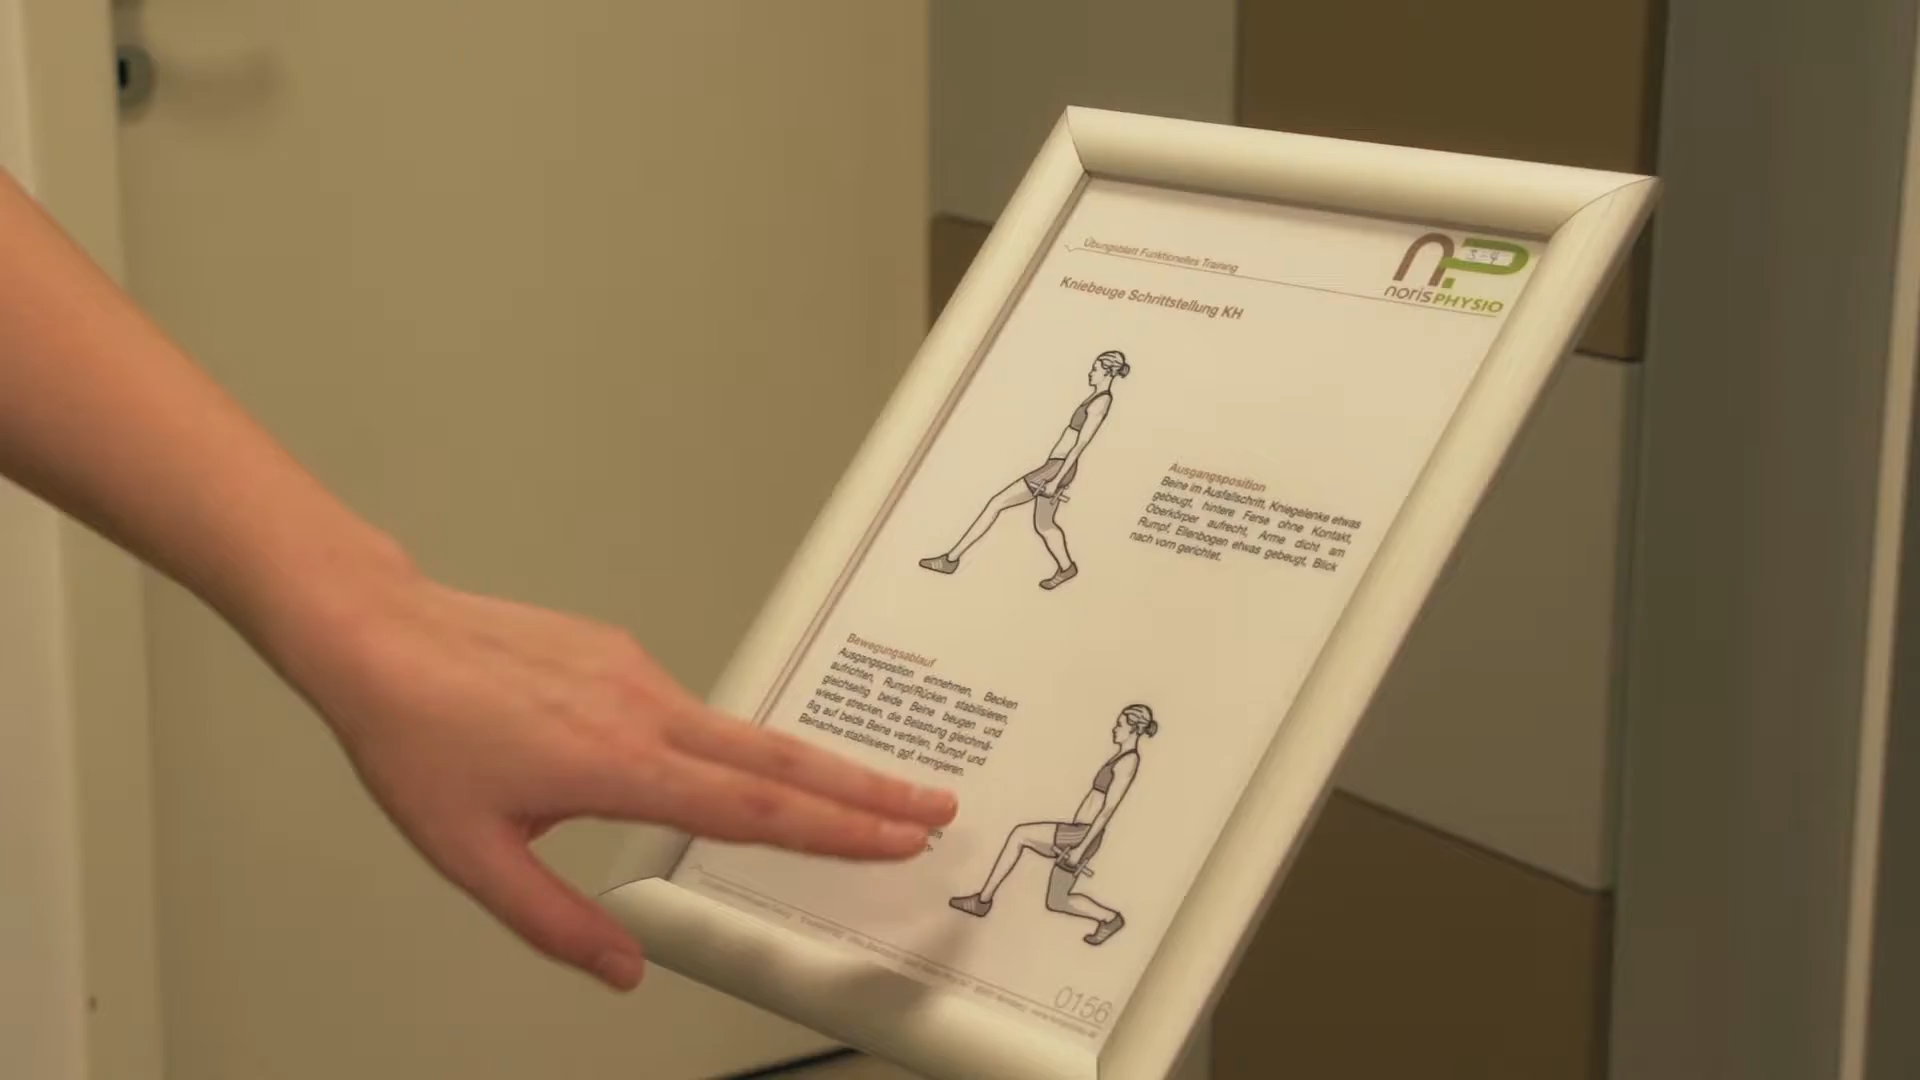 Übungsblatt Funktionelles Training
3-4
norisPHYSIO
Kniebeuge Schrittstellung KH
Ausgangsposition
Beine im Ausfallschritt, Kniegelenke etwas
gebeugt, hintere Ferse ohne Kontakt,
Oberkörper aufrecht, Arme dicht am
Rumpf, Ellenbogen etwas gebeugt, Blick
nach vorn gerichtet.
Bewegungsablauf
Ausgangsposition einnehmen, Becken
aufrichten, Rumpf/Rücken stabilisieren,
gleichseitig beide Beine beugen und
wieder strecken, die Belastung gleichmä-
ßig auf beide Beine verteilen, Rumpf und
Beinachse stabilisieren, ggf. korrigieren.
0156